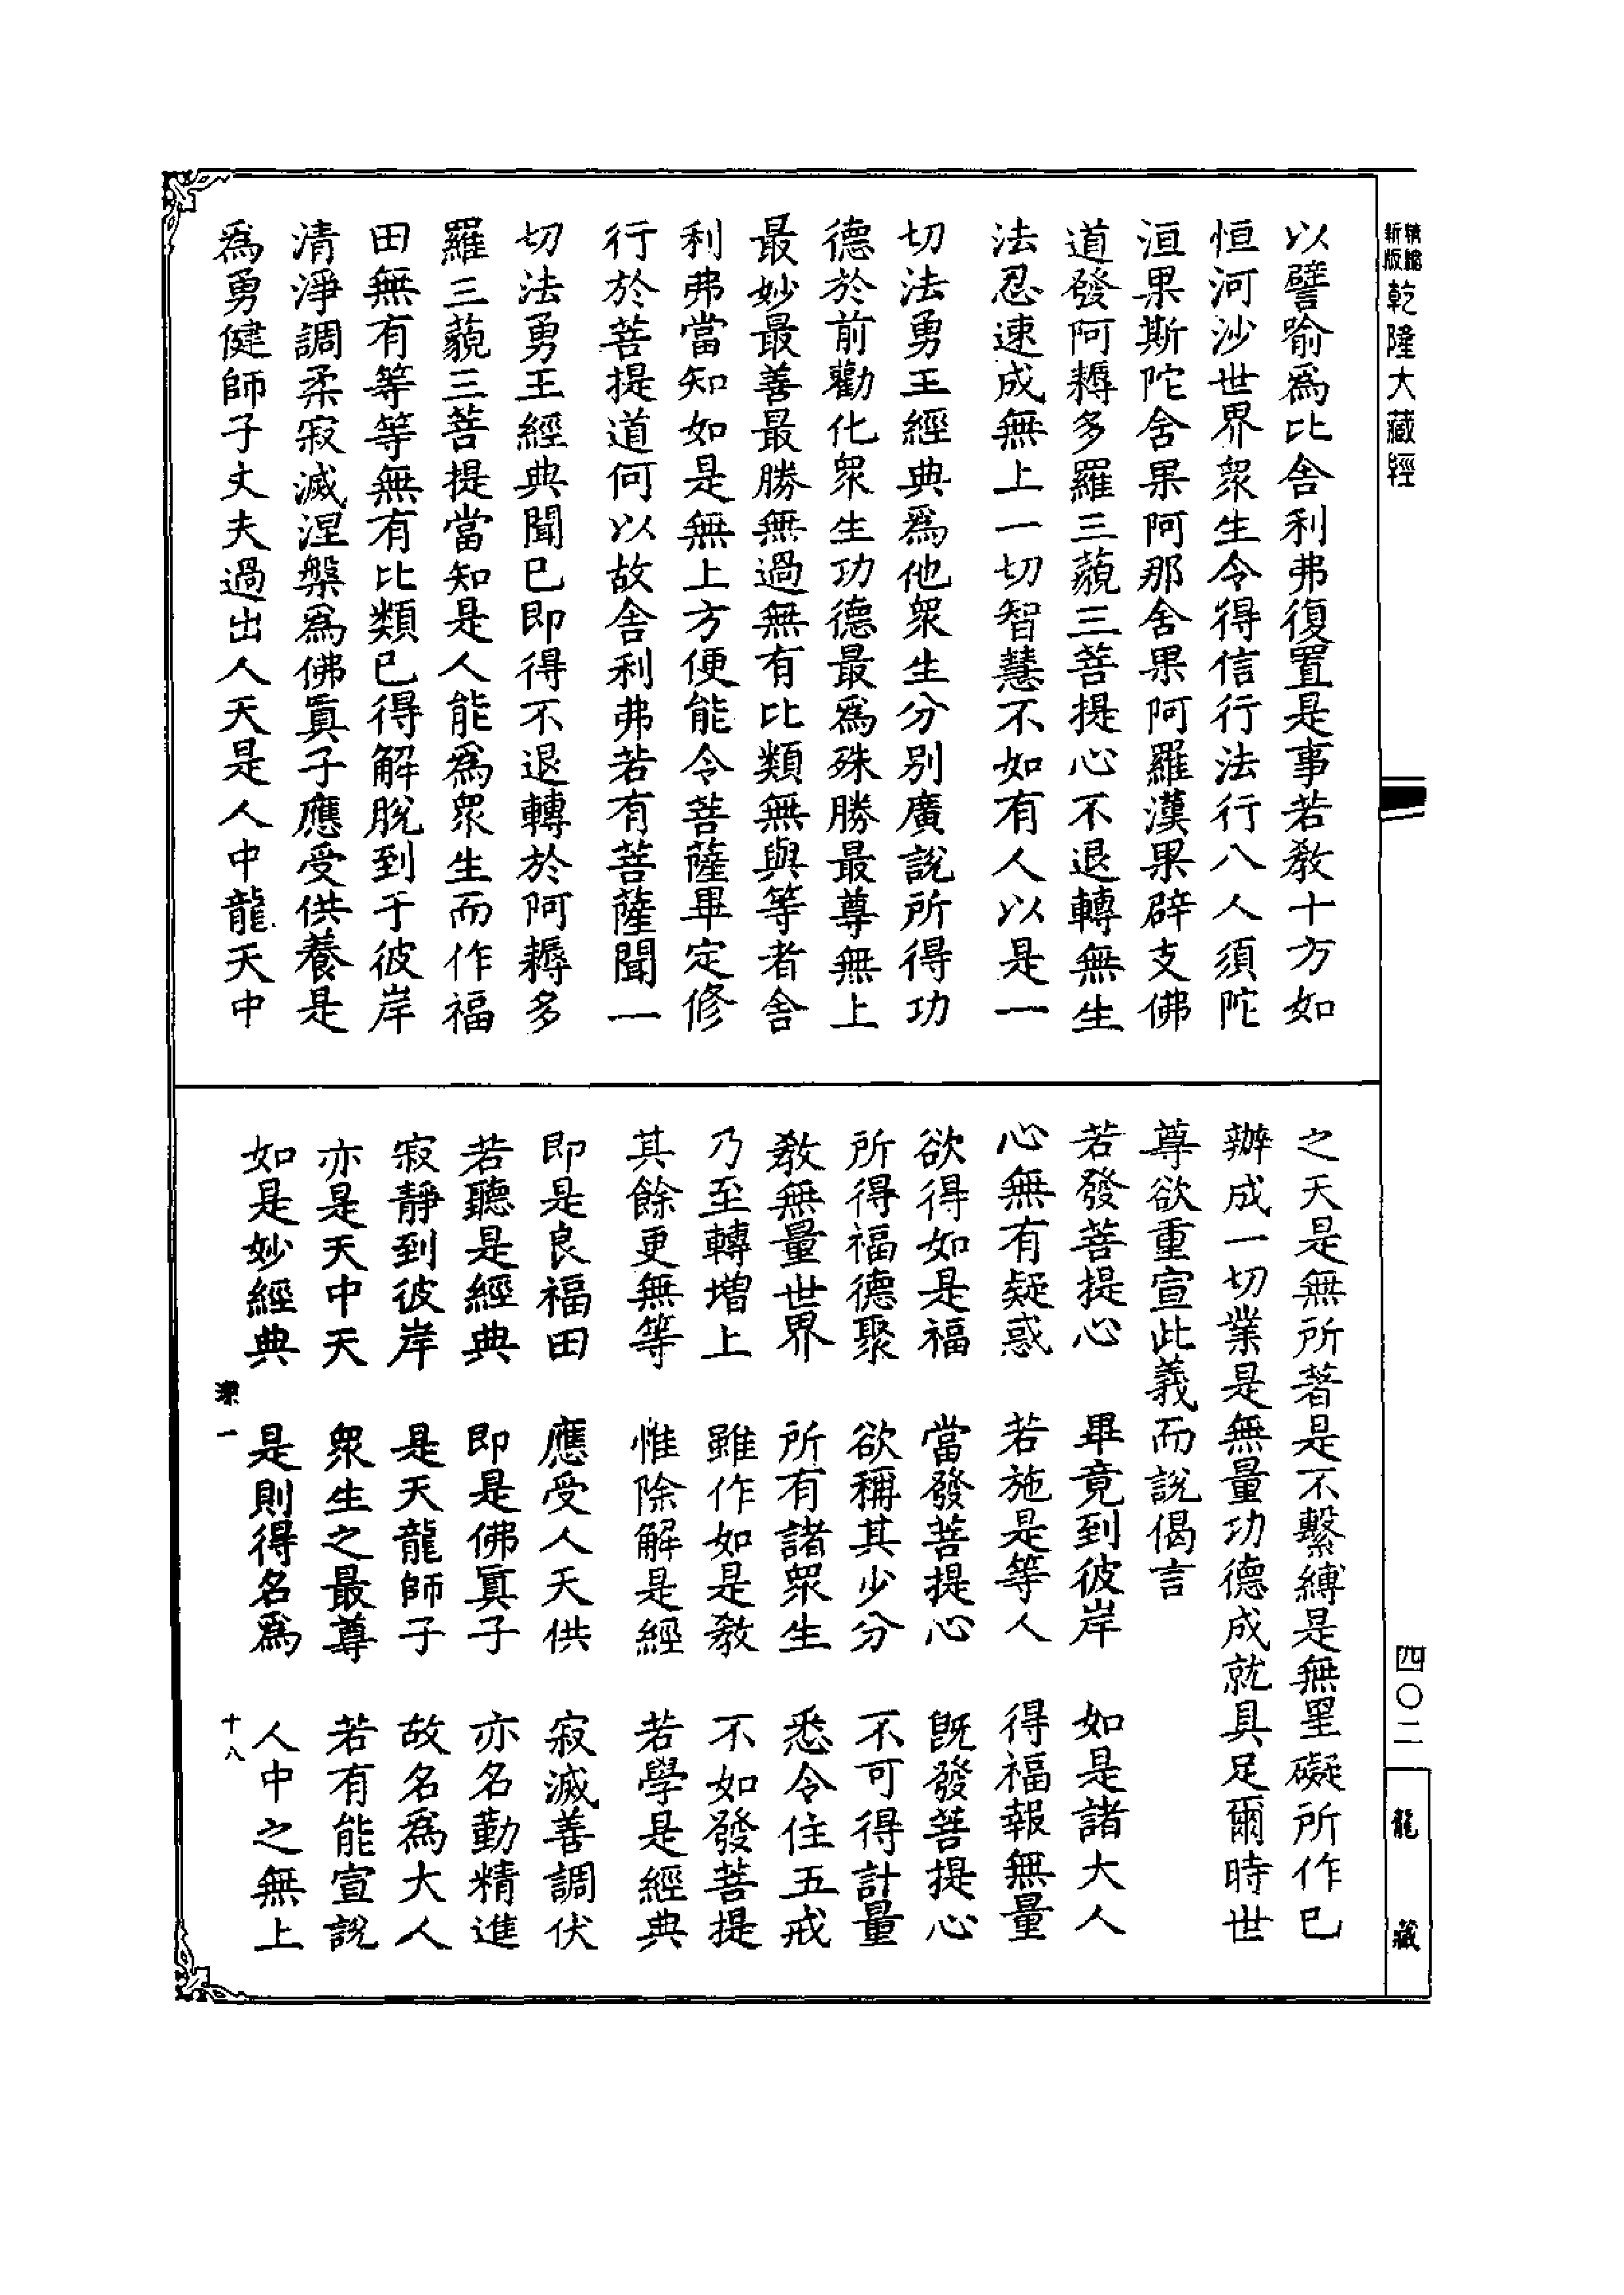 新版
精縮
乾隆大藏經
以譬喻爲比舍利弗復置是事若教十方如
恒河沙世界衆生令得信行法行八人須陀
洹果斯陀含果阿那含果阿羅漢果辟支佛
道發阿耨多羅三藐三菩提心不退轉無生
法忍速成無上一切智慧不如有人以是一
切法勇王經典爲他衆生分別廣說所得功
德於前勸化衆生功德最爲殊勝最尊無上
最妙最善最勝無過無有比類無與等者舍
利弗當知如是無上方便能令菩薩畢定修
行於菩提道何以故舍利弗若有菩薩聞一
切法勇王經典聞已即得不退轉於阿耨多
羅三藐三菩提當知是人能爲衆生而作福
田無有等等無有比類已得解脫到于彼岸
清淨調柔寂滅涅槃爲佛眞子應受供養是
爲勇健師子丈夫過出人天是人中龍天中
之天是無所著是不繫縛是無罣礙所作已
辦成一切業是無量功德成就具足爾時世
尊欲重宣此義而說偈言
若發菩提心　畢竟到彼岸　如是諸大人
心無有疑惑　若施是等人　得福報無量
欲得如是福　當發菩提心　既發菩提心
所得福德聚　欲稱其少分　不可得計量
教無量世界　所有諸衆生　悉令住五戒
乃至轉增上　雖作如是教　不如發菩提
其餘更無等　惟除解是經　若學是經典
即是良福田　應受人天供　寂滅善調伏
若聽是經典　即是佛眞子　亦名勤精進
寂靜到彼岸　是天龍師子　故名爲大人
亦是天中天　衆生之最尊　若有能宣說
如是妙經典　是則得名爲　人中之無上
潔一　十八
四〇二
龍藏